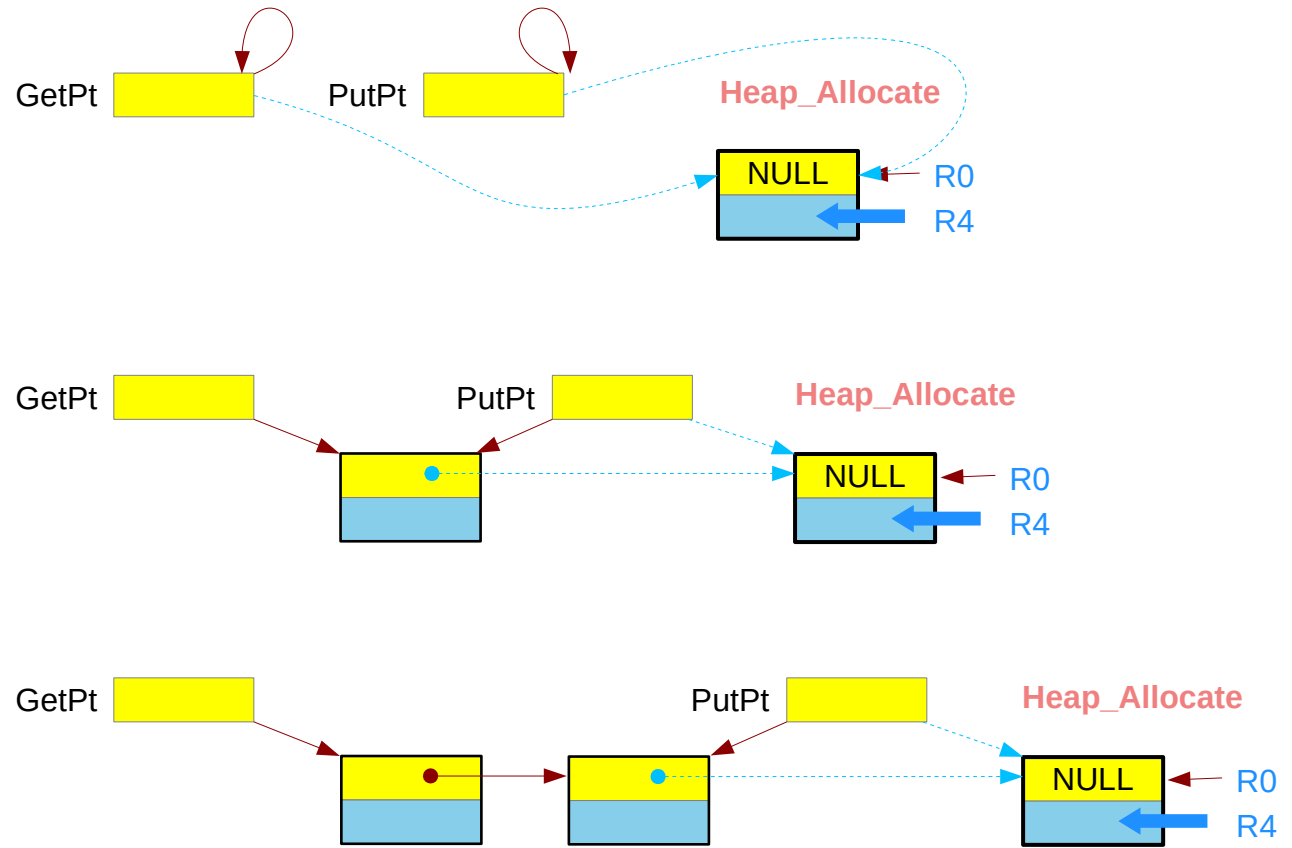 GetPt PutPt Heap_Allocate
NULL R0
R4
GetPt PutPt Heap_Allocate
NULL R0
R4
GetPt PutPt Heap_Allocate
NULL R0
R4